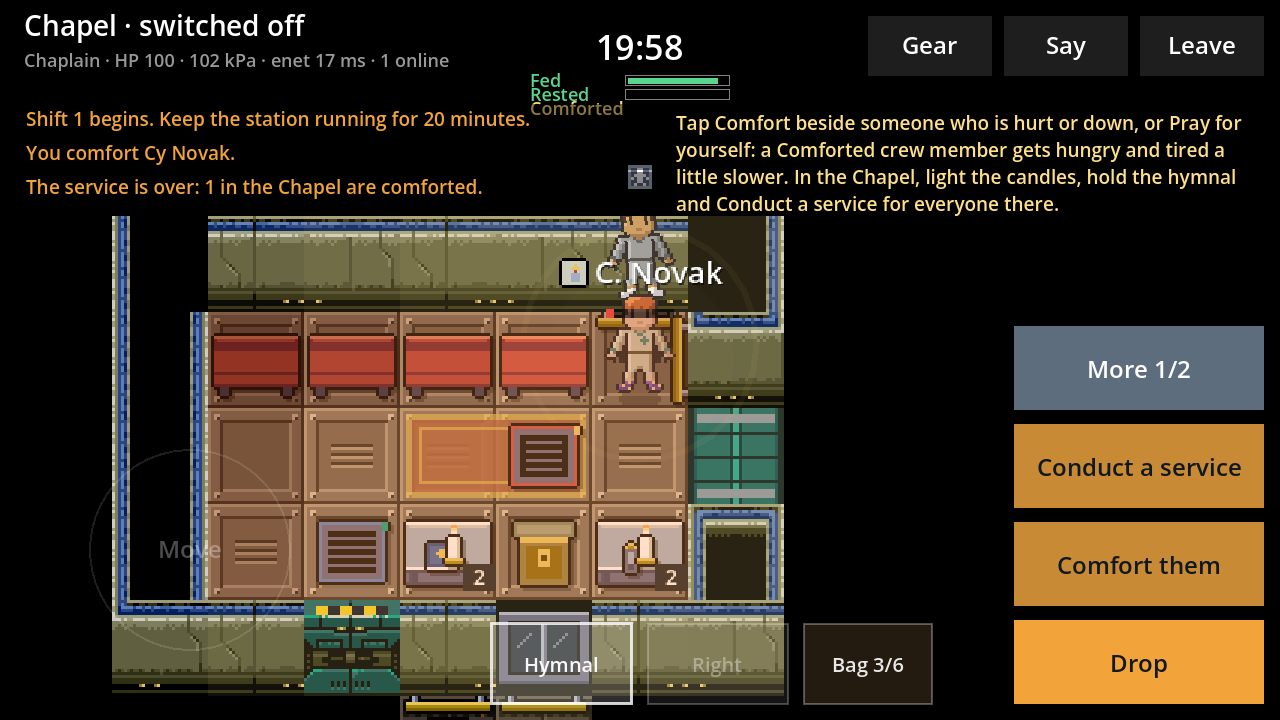 Chapel · switched off
Chaplain · HP 100 · 102 kPa · enet 17 ms · 1 online
19:58
Gear
Say
Leave
Fed
Rested
Comforted
Shift 1 begins. Keep the station running for 20 minutes.
You comfort Cy Novak.
The service is over: 1 in the Chapel are comforted.
Tap Comfort beside someone who is hurt or down, or Pray for
yourself: a Comforted crew member gets hungry and tired a
little slower. In the Chapel, light the candles, hold the hymnal
and Conduct a service for everyone there.
C. Novak
More 1/2
Conduct a service
Comfort them
Drop
Move
2
2
Hymnal
Right
Bag 3/6